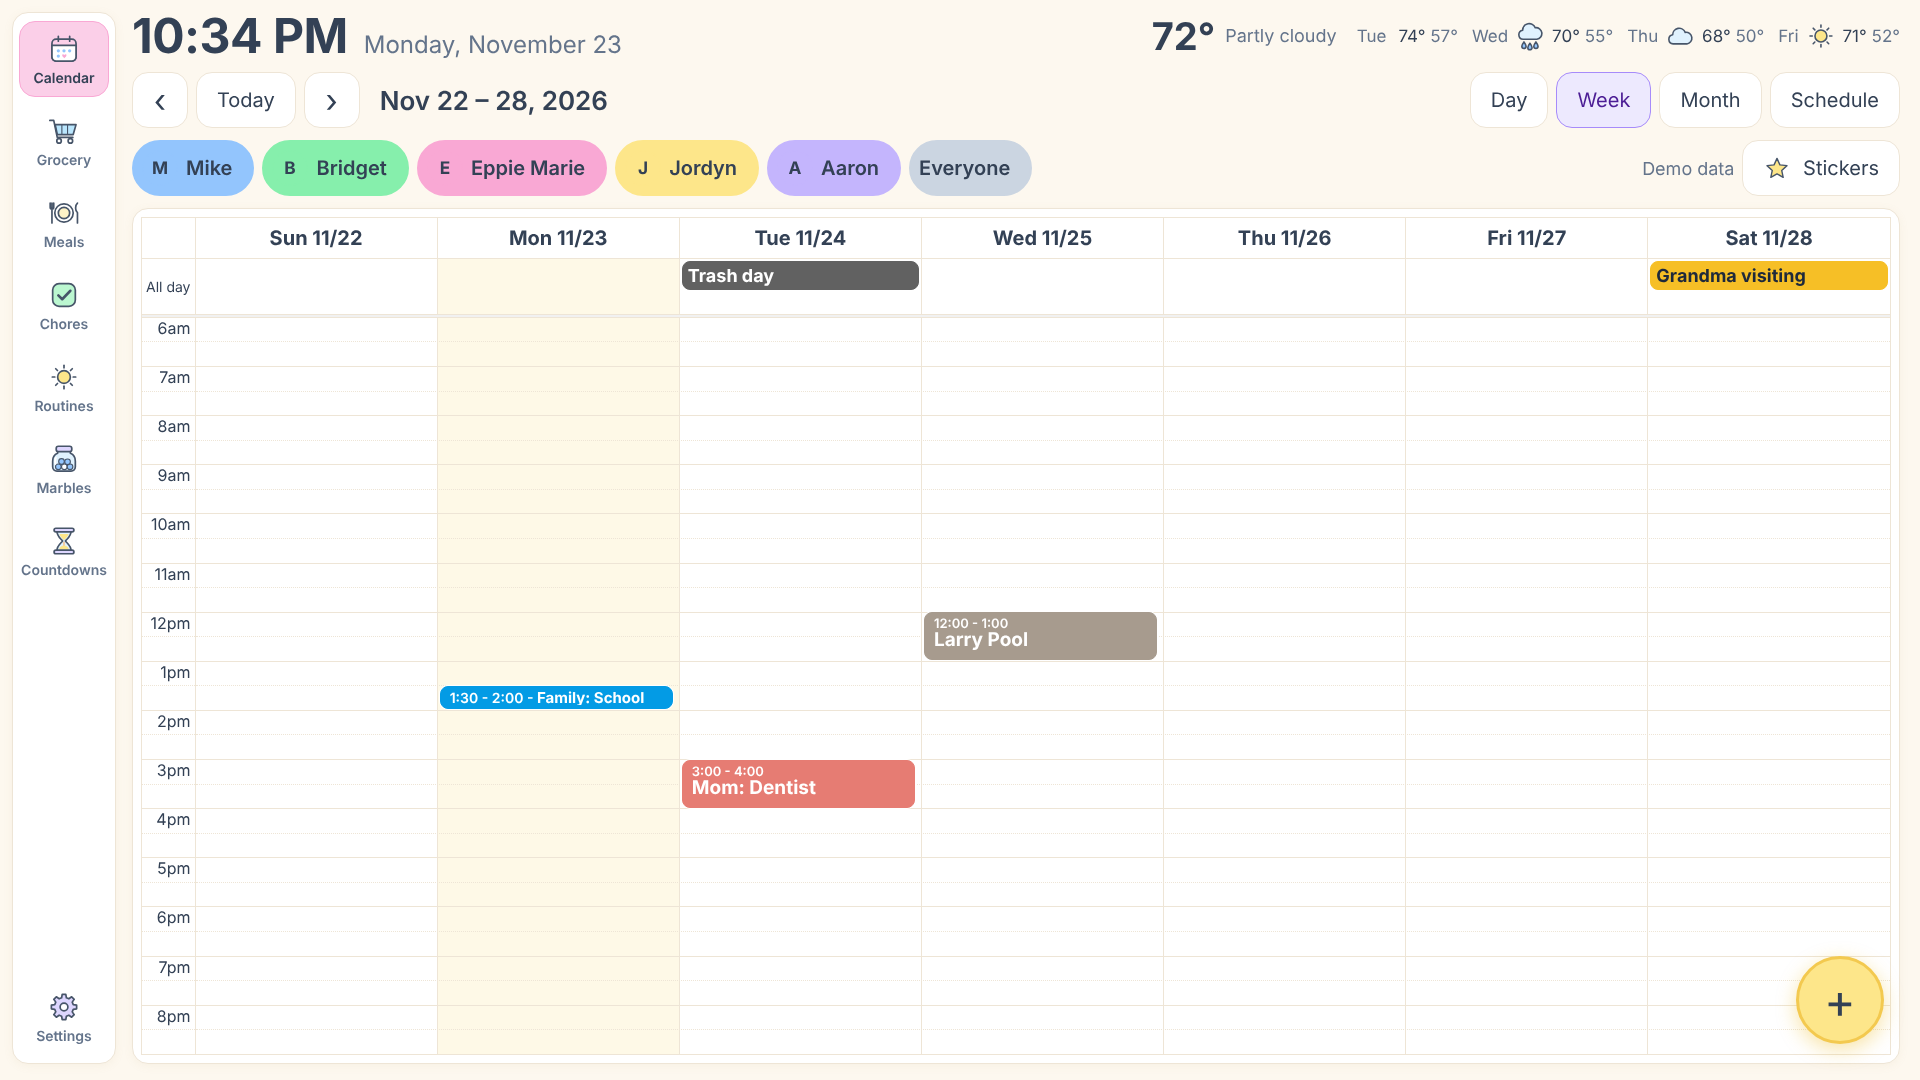 10:34 PM Monday, November 23
72° Partly cloudy Tue 74° 57° Wed 70° 55° Thu 68° 50° Fri 71° 52°
Calendar
Grocery
Meals
Chores
Routines
Marbles
Countdowns
Settings
‹ Today › Nov 22 – 28, 2026
Day Week Month Schedule
M Mike B Bridget E Eppie Marie J Jordyn A Aaron Everyone
Demo data Stickers
Sun 11/22 Mon 11/23 Tue 11/24 Wed 11/25 Thu 11/26 Fri 11/27 Sat 11/28
All day Trash day Grandma visiting
6am
7am
8am
9am
10am
11am
12pm
12:00 - 1:00
Larry Pool
1pm
1:30 - 2:00 - Family: School
2pm
3pm
3:00 - 4:00
Mom: Dentist
4pm
5pm
6pm
7pm
8pm
+